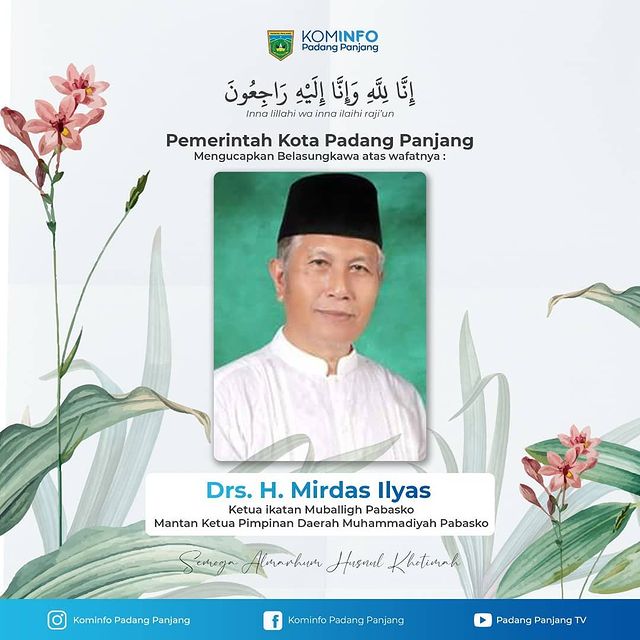 KOMINFO
Padang Panjang
إِنَّا لِلَّهِ وَإِنَّا إِلَيْهِ رَاجِعُونَ
Inna lillahi wa inna ilaihi raji'un
Pemerintah Kota Padang Panjang
Mengucapkan Belasungkawa atas wafatnya :
Drs. H. Mirdas Ilyas
Ketua ikatan Muballigh Pabasko
Mantan Ketua Pimpinan Daerah Muhammadiyah Pabasko
Semoga Almarhum Husnul Khotimah
Kominfo Padang Panjang
Kominfo Padang Panjang
Padang Panjang TV